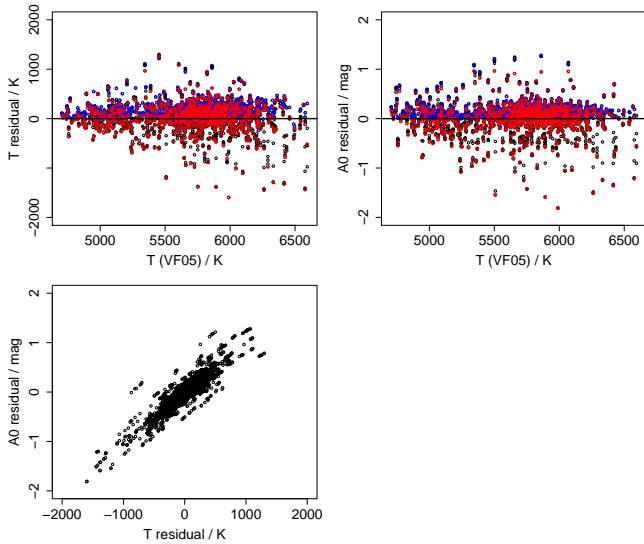 2000
1000
0
−2000
T residual / K
5000 5500 6000 6500
T (VF05) / K
2
1
0
−1
−2
A0 residual / mag
5000 5500 6000 6500
T (VF05) / K
2
1
0
−1
−2
A0 residual / mag
−2000 −1000 0 1000 2000
T residual / K